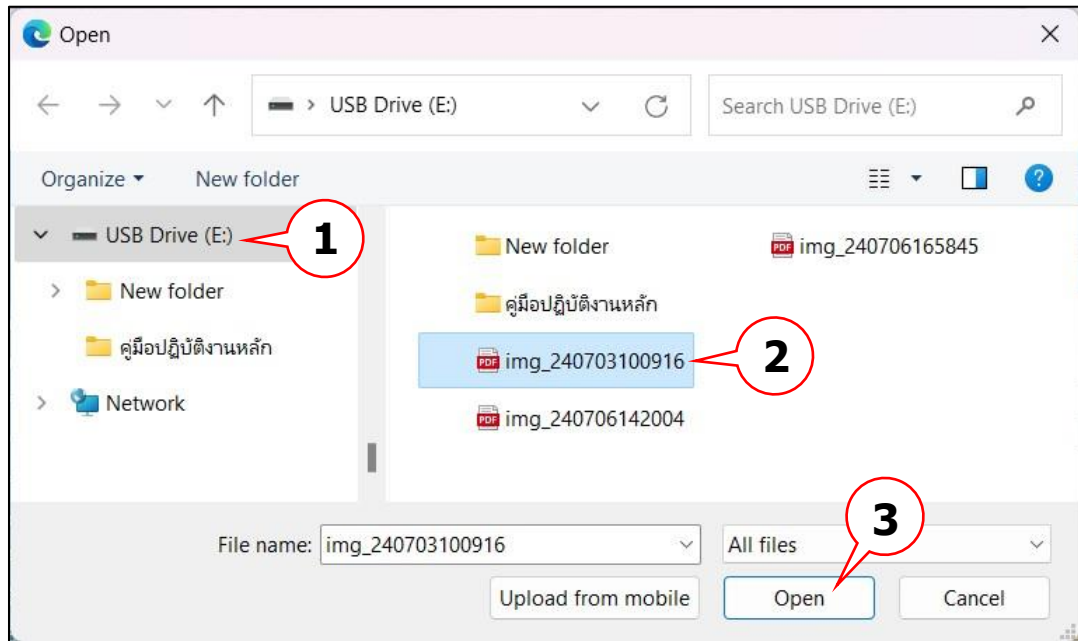 Open
USB Drive (E:)
Search USB Drive (E:)
Organize
New folder
USB Drive (E:)
1
New folder
คู่มือปฏิบัติงานหลัก
Network
New folder
PDF img_240706165845
คู่มือปฏิบัติงานหลัก
PDF img_240703100916
2
PDF img_240706142004
3
File name: img_240703100916
All files
Upload from mobile
Open
Cancel